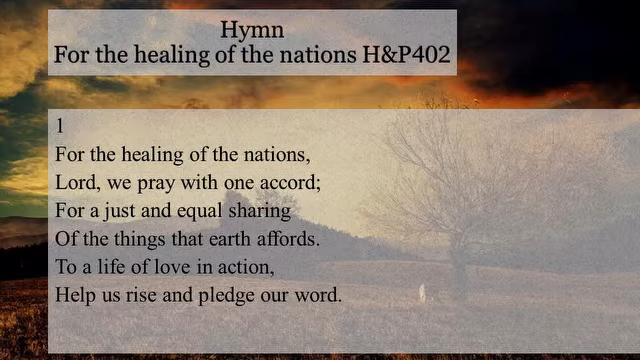 Hymn
For the healing of the nations H&P402
1
For the healing of the nations,
Lord, we pray with one accord;
For a just and equal sharing
Of the things that earth affords.
To a life of love in action,
Help us rise and pledge our word.